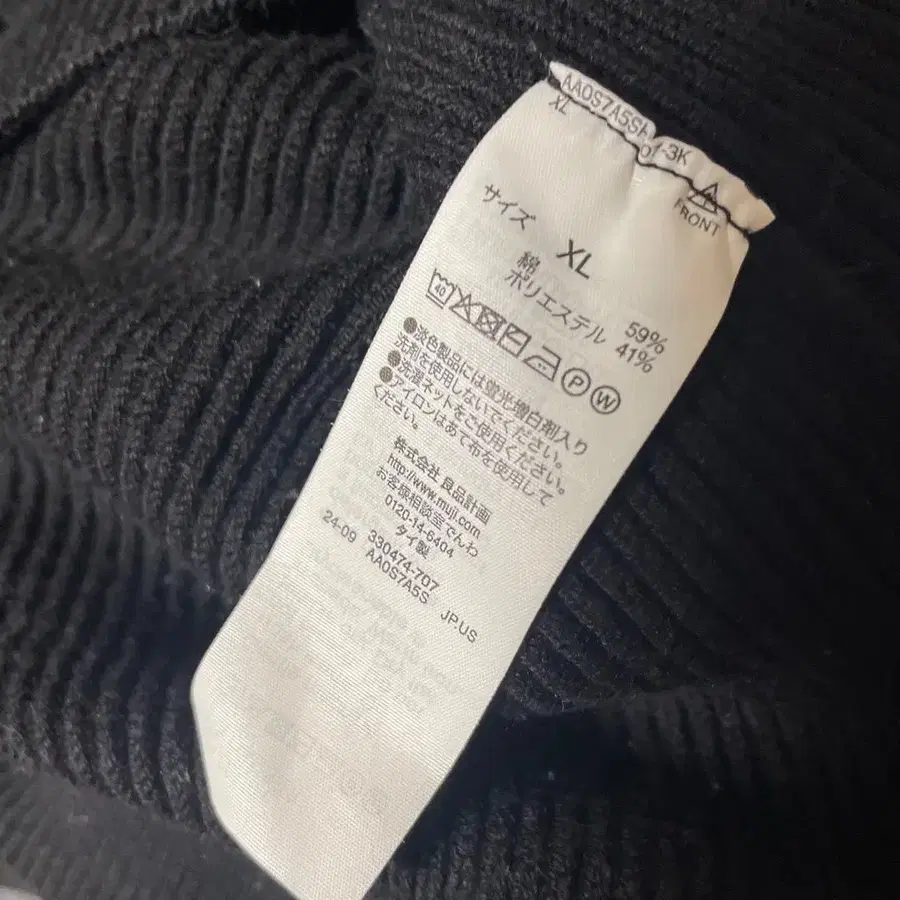 AA0S7A5S
-3K
XL
FRONT
サイズ XL
綿 59%
ポリエステル 41%
40 P W
●淡色製品には蛍光増白剤入り
洗剤を使用しないでください。
●洗濯ネットをご使用ください。
●アイロンはあて布を使用して
ください。
株式会社 良品計画
http://www.muji.com
お客様相談室でんわ
0120-14-6404
タイ製
24-09 330474-707
AA0S7A5S JP.US